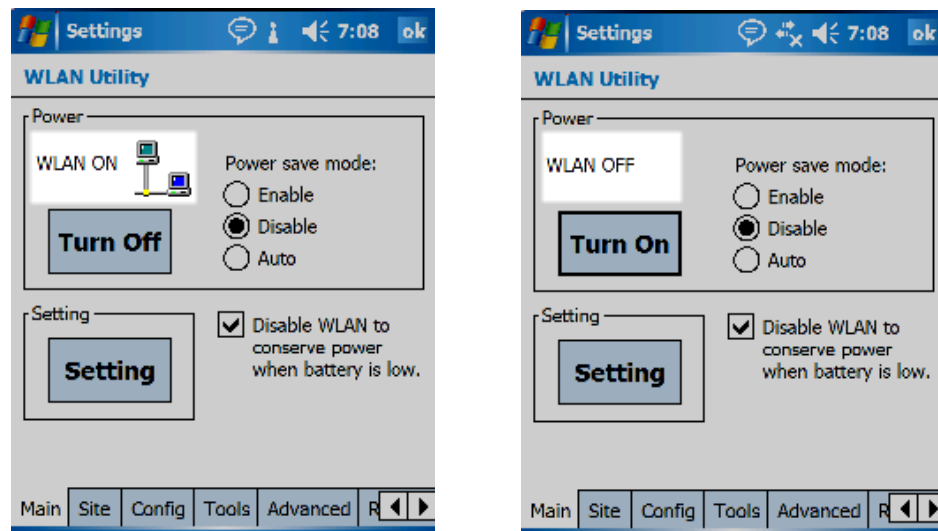 Settings 7:08 ok
WLAN Utility
Power
WLAN ON
Turn Off
Power save mode:
Enable
Disable
Auto
Setting
Setting
Disable WLAN to
conserve power
when battery is low.
Main Site Config Tools Advanced R
Settings 7:08 ok
WLAN Utility
Power
WLAN OFF
Turn On
Power save mode:
Enable
Disable
Auto
Setting
Setting
Disable WLAN to
conserve power
when battery is low.
Main Site Config Tools Advanced R